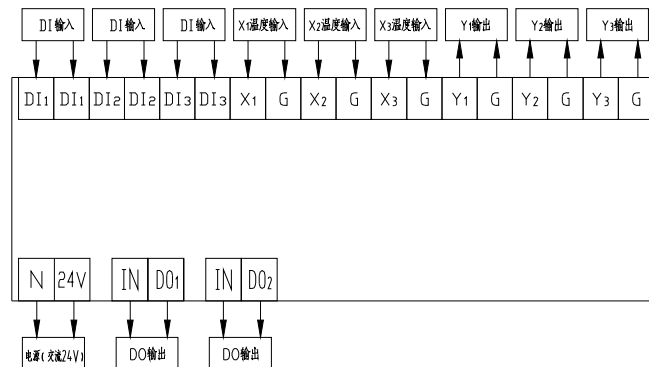 DI输入 DI输入 DI输入 X1温度输入 X2温度输入 X3温度输入 Y1输出 Y2输出 Y3输出
DI1 DI1 DI2 DI2 DI3 DI3 X1 G X2 G X3 G Y1 G Y2 G Y3 G
N 24V IN DO1 IN DO2
电源(交流24V) DO输出 DO输出